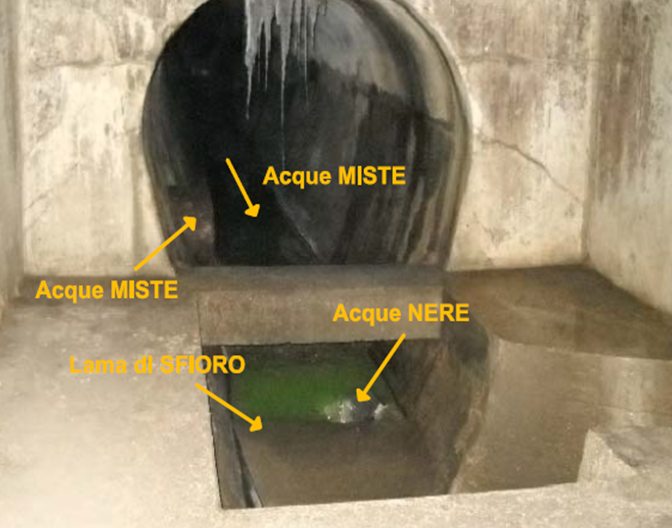 Acque MISTE
Acque MISTE
Acque NERE
Lama di SFIORO